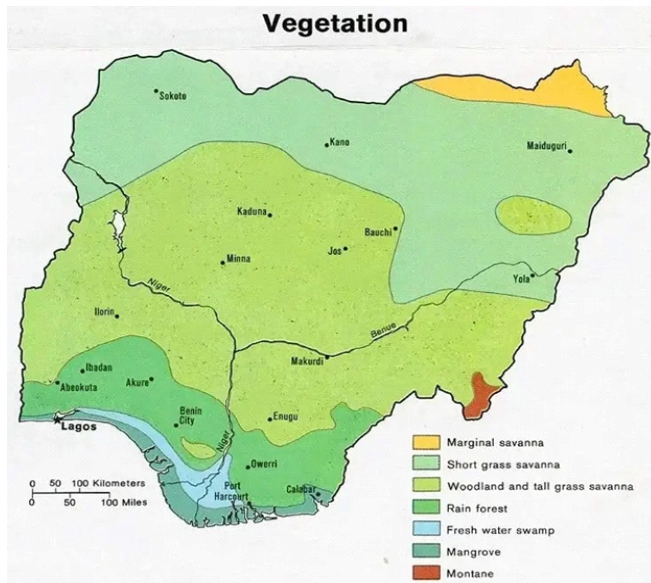 Vegetation
Sokoto
Kano
Maiduguri
Kaduna
Bauchi
Jos
Minna
Yola
Niger
Ilorin
Benue
Makurdi
Ibadan
Abeokuta
Akure
Benin
City
Enugu
Lagos
Niger
Owerri
Port
Harcourt
Calabar
0 50 100 Kilometers
0 50 100 Miles
Marginal savanna
Short grass savanna
Woodland and tall grass savanna
Rain forest
Fresh water swamp
Mangrove
Montane